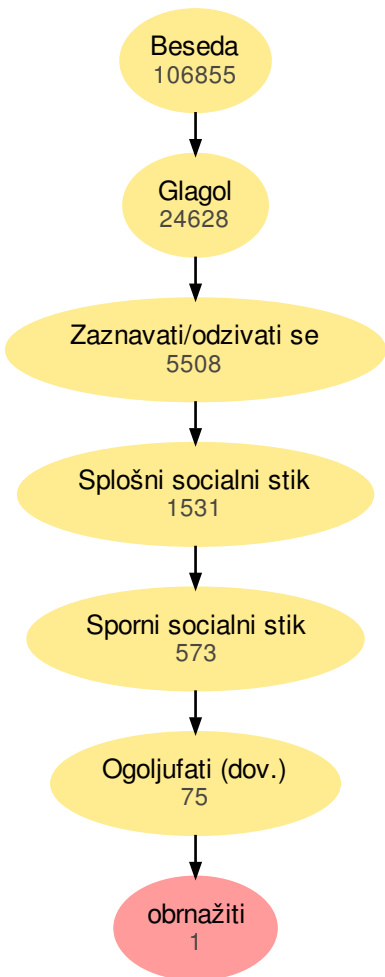 Beseda
106855
Glagol
24628
Zaznavati/odzivati se
5508
Splošni socialni stik
1531
Sporni socialni stik
573
Ogoljufati (dov.)
75
obrnažiti
1